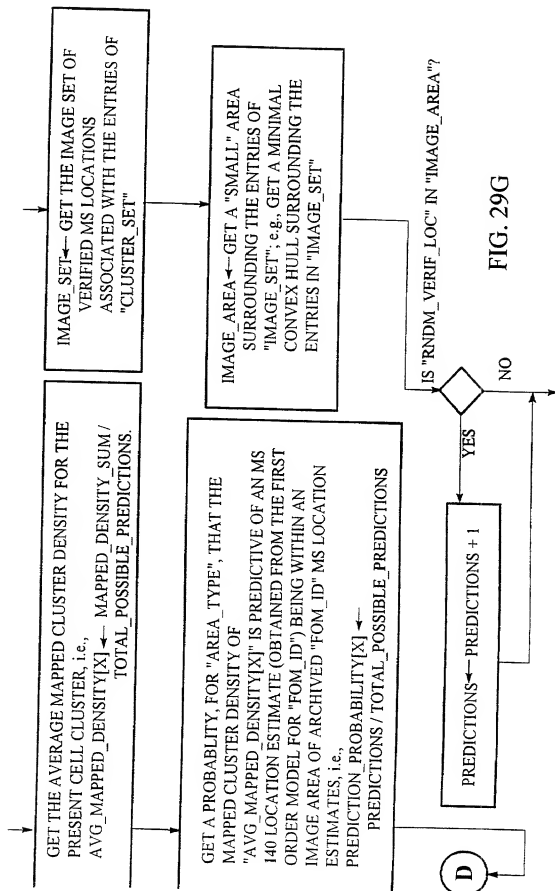 GET THE AVERAGE MAPPED CLUSTER DENSITY FOR THE
PRESENT CELL CLUSTER, i.e.,
AVG_MAPPED_DENSITY[X]← MAPPED_DENSITY_SUM /
TOTAL_POSSIBLE_PREDICTIONS.
GET A PROBABLITY, FOR "AREA_TYPE", THAT THE
MAPPED CLUSTER DENSITY OF
"AVG_MAPPED_DENSITY[X]" IS PREDICTIVE OF AN MS
140 LOCATION ESTIMATE (OBTAINED FROM THE FIRST
ORDER MODEL FOR "FOM_ID") BEING WITHIN AN
IMAGE AREA OF ARCHIVED "FOM_ID" MS LOCATION
ESTIMATES, i.e.,
PREDICTION_PROBABILITY[X]←
PREDICTIONS / TOTAL_POSSIBLE_PREDICTIONS
D
IMAGE_SET← GET THE IMAGE SET OF
VERIFIED MS LOCATIONS
ASSOCIATED WITH THE ENTRIES OF
"CLUSTER_SET"
IMAGE_AREA← GET A "SMALL" AREA
SURROUNDING THE ENTRIES OF
"IMAGE_SET"; e.g., GET A MINIMAL
CONVEX HULL SURROUNDING THE
ENTRIES IN "IMAGE_SET"
IS "RNDM_VERIF_LOC" IN "IMAGE_AREA"?
YES
NO
PREDICTIONS← PREDICTIONS + 1
FIG. 29G